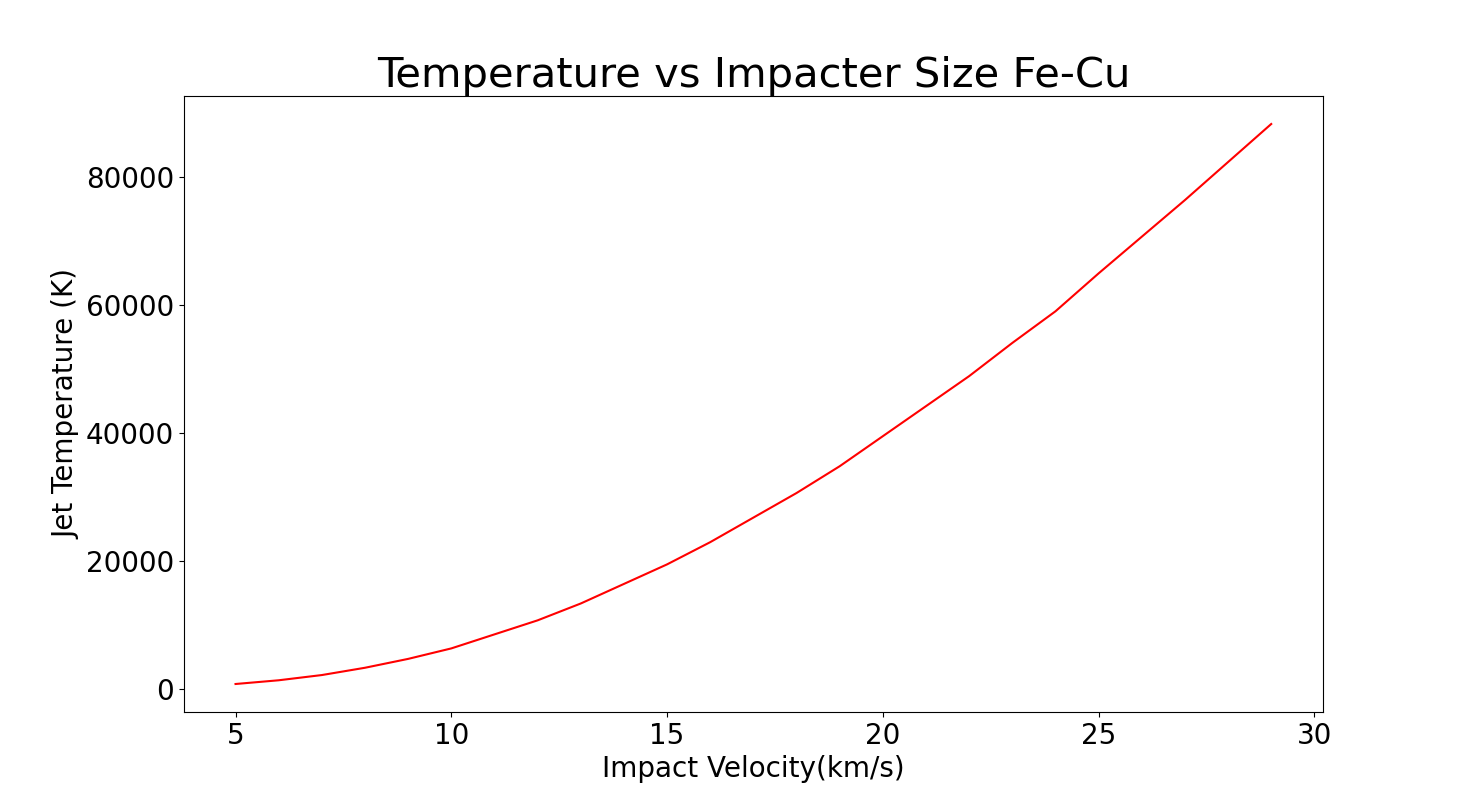 Temperature vs Impacter Size Fe-Cu
80000
60000
40000
20000
0
Jet Temperature (K)
5 10 15 20 25 30
Impact Velocity(km/s)